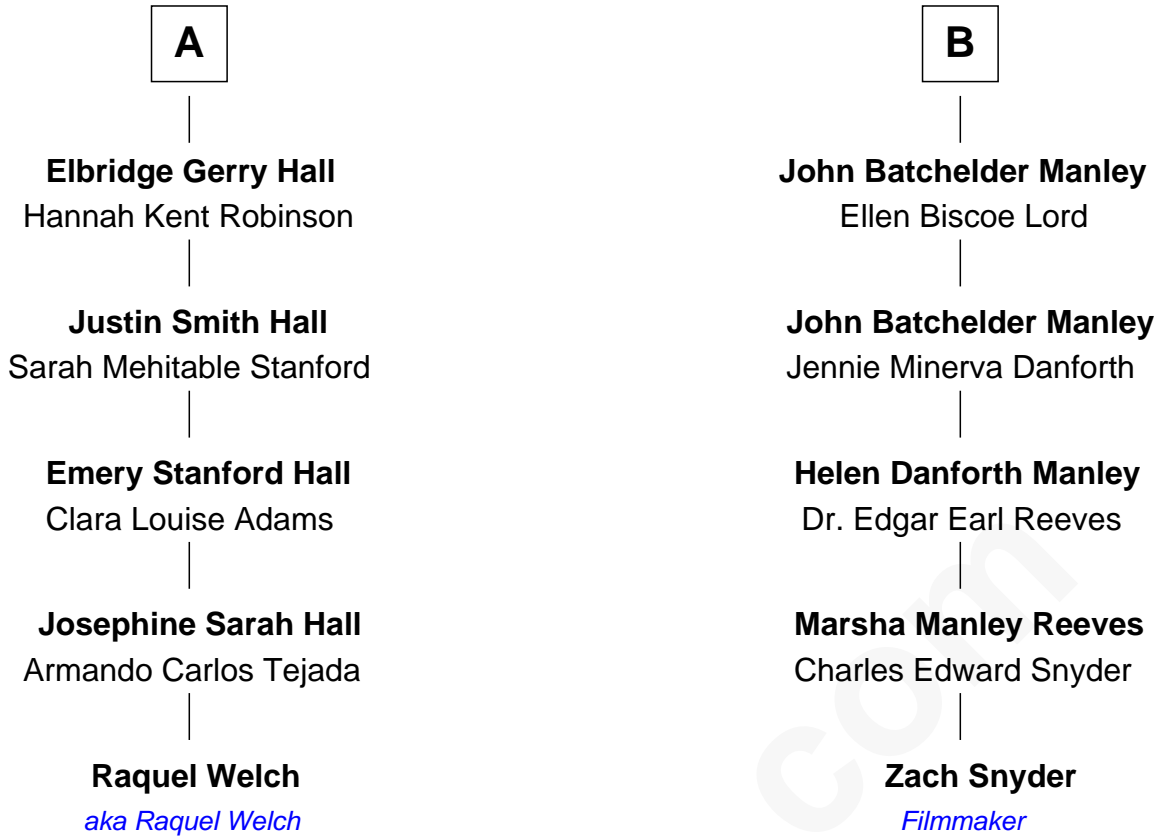 A
Elbridge Gerry Hall
Hannah Kent Robinson
Justin Smith Hall
Sarah Mehitable Stanford
Emery Stanford Hall
Clara Louise Adams
Josephine Sarah Hall
Armando Carlos Tejada
Raquel Welch
aka Raquel Welch
B
John Batchelder Manley
Ellen Biscoe Lord
John Batchelder Manley
Jennie Minerva Danforth
Helen Danforth Manley
Dr. Edgar Earl Reeves
Marsha Manley Reeves
Charles Edward Snyder
Zach Snyder
Filmmaker
com